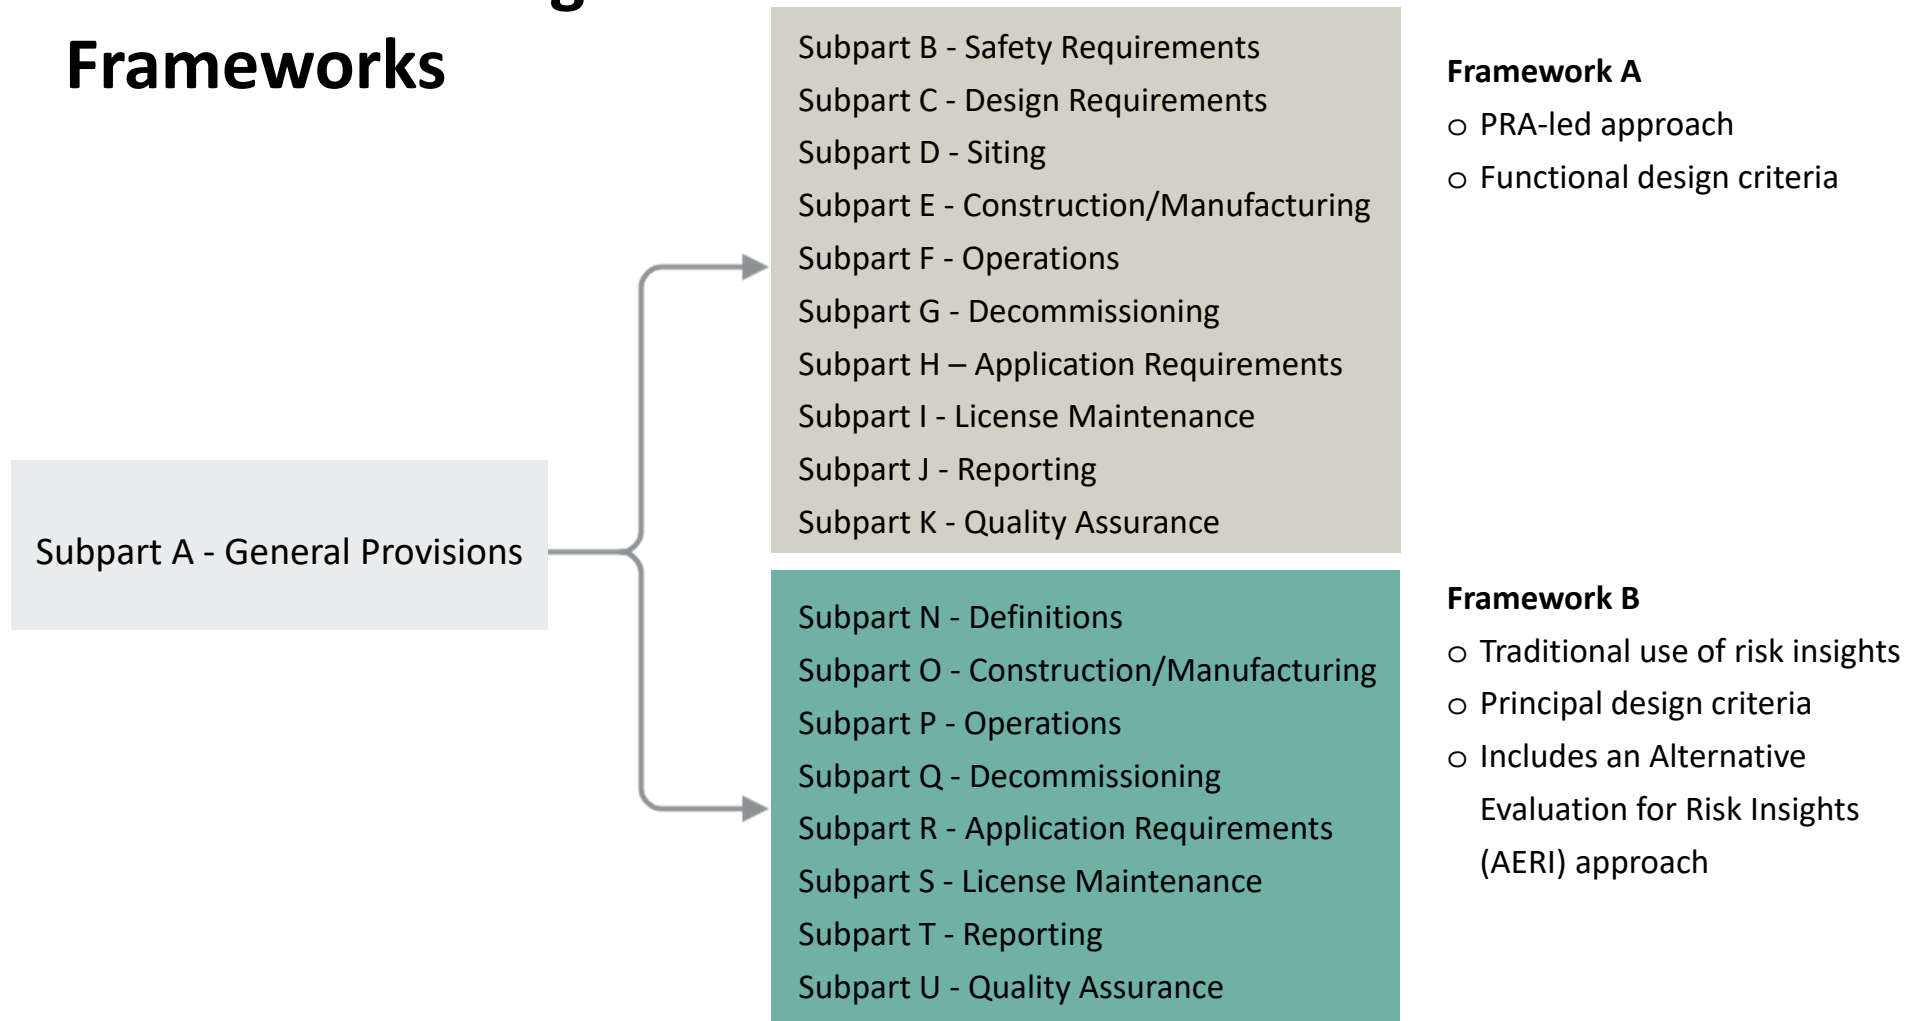 Frameworks
Subpart A - General Provisions
Subpart B - Safety Requirements
Subpart C - Design Requirements
Subpart D - Siting
Subpart E - Construction/Manufacturing
Subpart F - Operations
Subpart G - Decommissioning
Subpart H – Application Requirements
Subpart I - License Maintenance
Subpart J - Reporting
Subpart K - Quality Assurance
Framework A
o PRA-led approach
o Functional design criteria
Subpart N - Definitions
Subpart O - Construction/Manufacturing
Subpart P - Operations
Subpart Q - Decommissioning
Subpart R - Application Requirements
Subpart S - License Maintenance
Subpart T - Reporting
Subpart U - Quality Assurance
Framework B
o Traditional use of risk insights
o Principal design criteria
o Includes an Alternative
Evaluation for Risk Insights
(AERI) approach